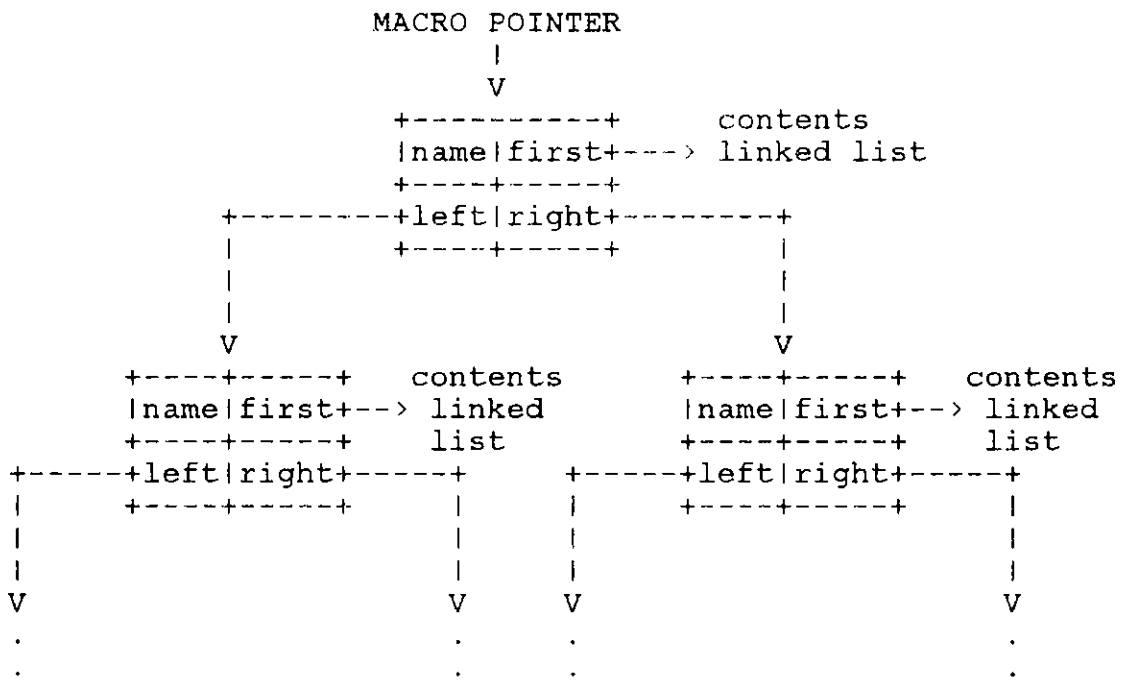 MACRO POINTER
|
V
+----------+ contents
|name|first+---> linked list
+----+-----+
+--------+left|right+--------+
| +----+-----+ |
| |
| |
V V
+----+-----+ contents +----+-----+ contents
|name|first+--> linked |name|first+--> linked
+----+-----+ list +----+-----+ list
+-----+left|right+-----+ +-----+left|right+-----+
| +----+-----+ | | +----+-----+ |
| | | |
| | | |
V V V V
. . . .
. . . .